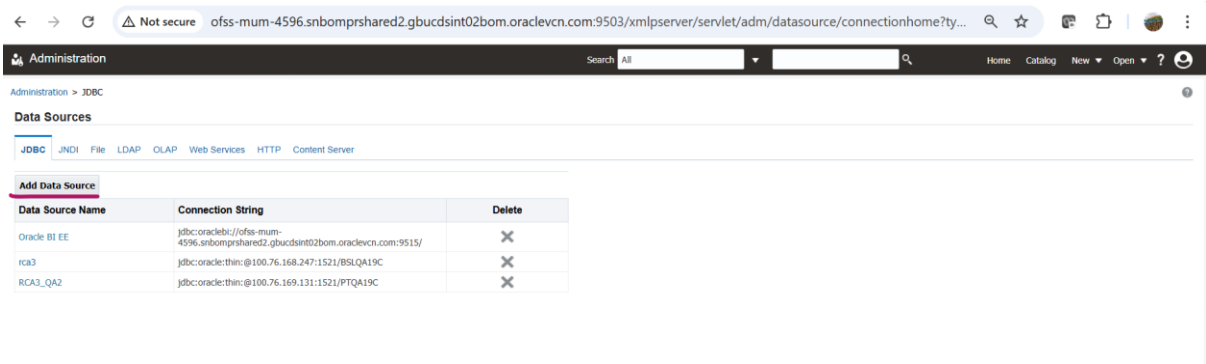 Not secure ofss-mum-4596.snbomprshared2.gbucdsint02bom.oraclevcn.com:9503/xmlpserver/servlet/adm/datasource/connectionhome?ty...
Administration Search All Home Catalog New Open ?
Administration > JDBC
Data Sources
JDBC JNDI File LDAP OLAP Web Services HTTP Content Server
Add Data Source
Data Source Name Connection String Delete
Oracle BI EE jdbc:oraclebi://ofss-mum-
4596.snbomprshared2.gbucdsint02bom.oraclevcn.com:9515/
rca3 jdbc:oracle:thin:@100.76.168.247:1521/BSLQA19C
RCA3_QA2 jdbc:oracle:thin:@100.76.169.131:1521/PTQA19C